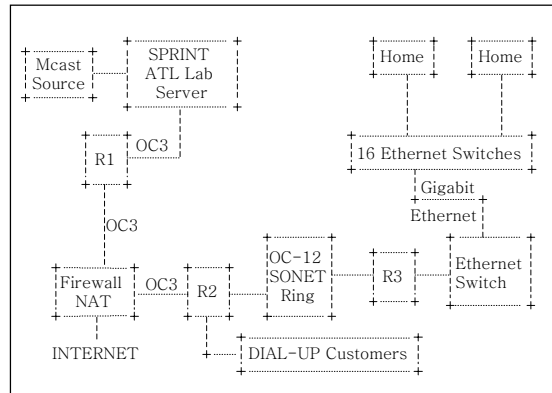 Mcast
Source
SPRINT
ATL Lab
Server
Home
Home
R1
OC3
16 Ethernet Switches
Gigabit
Ethernet
OC3
Firewall
NAT
OC3
R2
OC-12
SONET
Ring
R3
Ethernet
Switch
INTERNET
DIAL-UP Customers